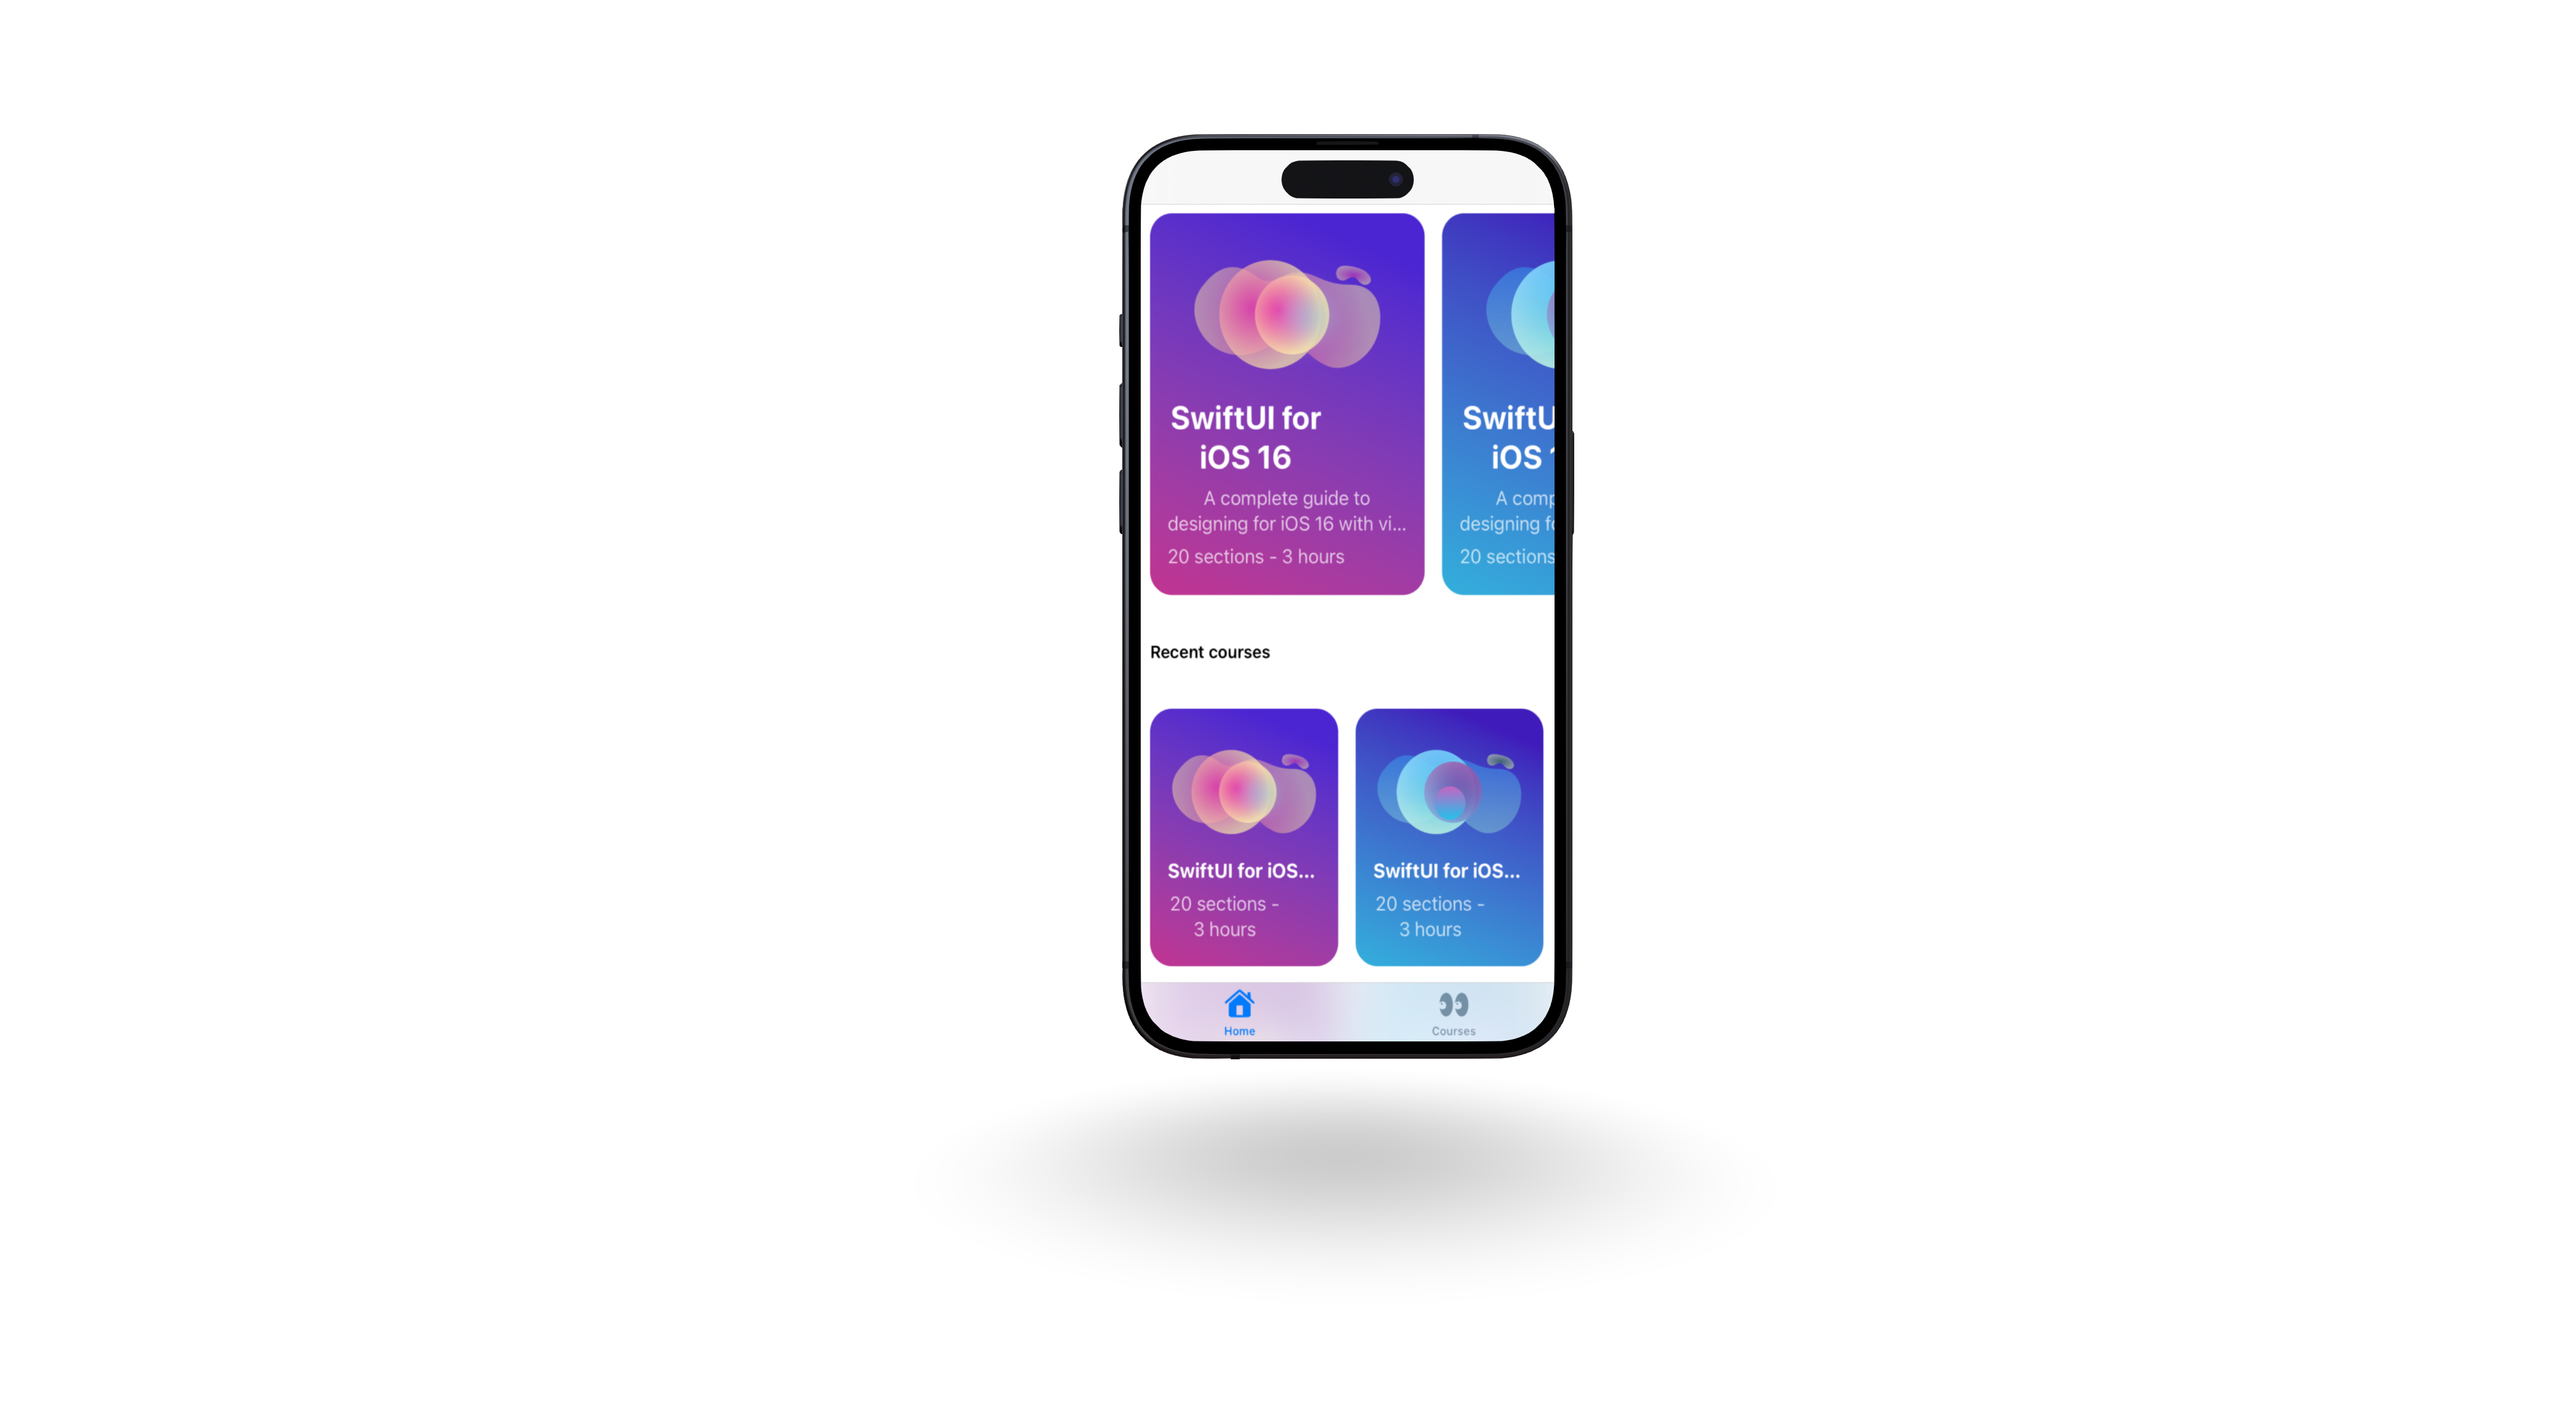 SwiftUI for
iOS 16
A complete guide to
designing for iOS 16 with vi...
20 sections - 3 hours
SwiftU
iOS 1
A comp
designing fo
20 sections
Recent courses
SwiftUI for iOS...
20 sections -
3 hours
SwiftUI for iOS...
20 sections -
3 hours
Home
Courses